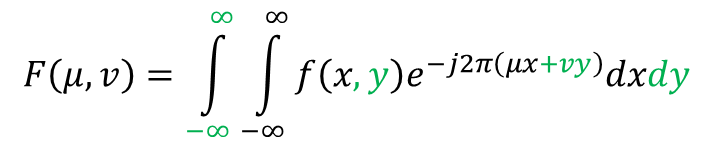 F(μ, v) = ∫_{-∞}^{∞} ∫_{-∞}^{∞} f(x, y)e^{-j2π(μx+vy)}dxdy